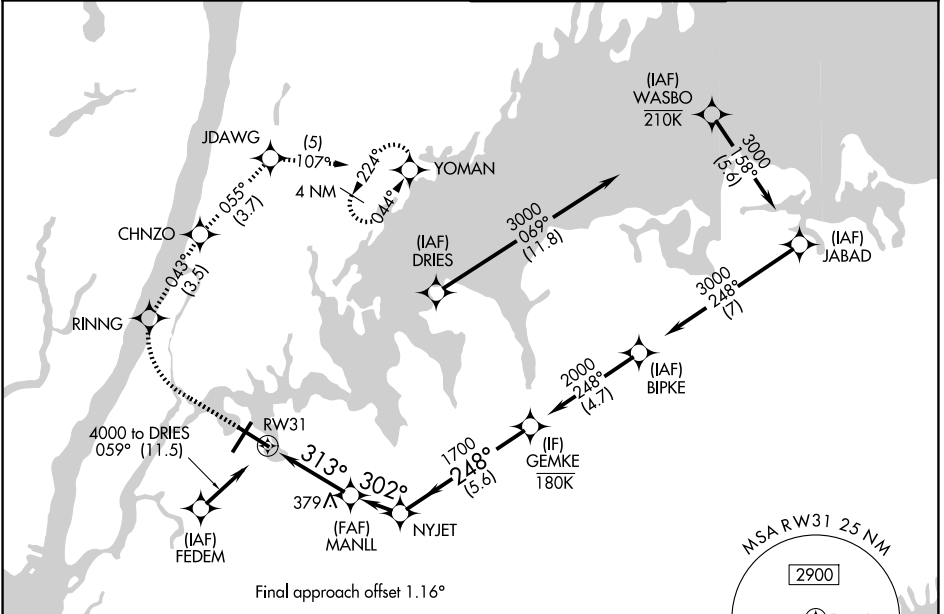 (IAF)
WASBO
210K
3000
158°
(5.6)
JDAWG
(5)
107°
224°
4 NM
044°
YOMAN
055°
(3.7)
CHNZO
3000
069°
(11.8)
(IAF)
DRIES
(IAF)
JABAD
043°
(3.5)
3000
248°
(7)
RINNG
(IAF)
BIPKE
2000
248°
(4.7)
4000 to DRIES
059° (11.5)
RW31
313°
302°
1700
248°
(5.6)
(IF)
GEMKE
180K
379
(FAF)
MANLL
NYJET
(IAF)
FEDEM
Final approach offset 1.16°
MSA RW31 25 NM
2900